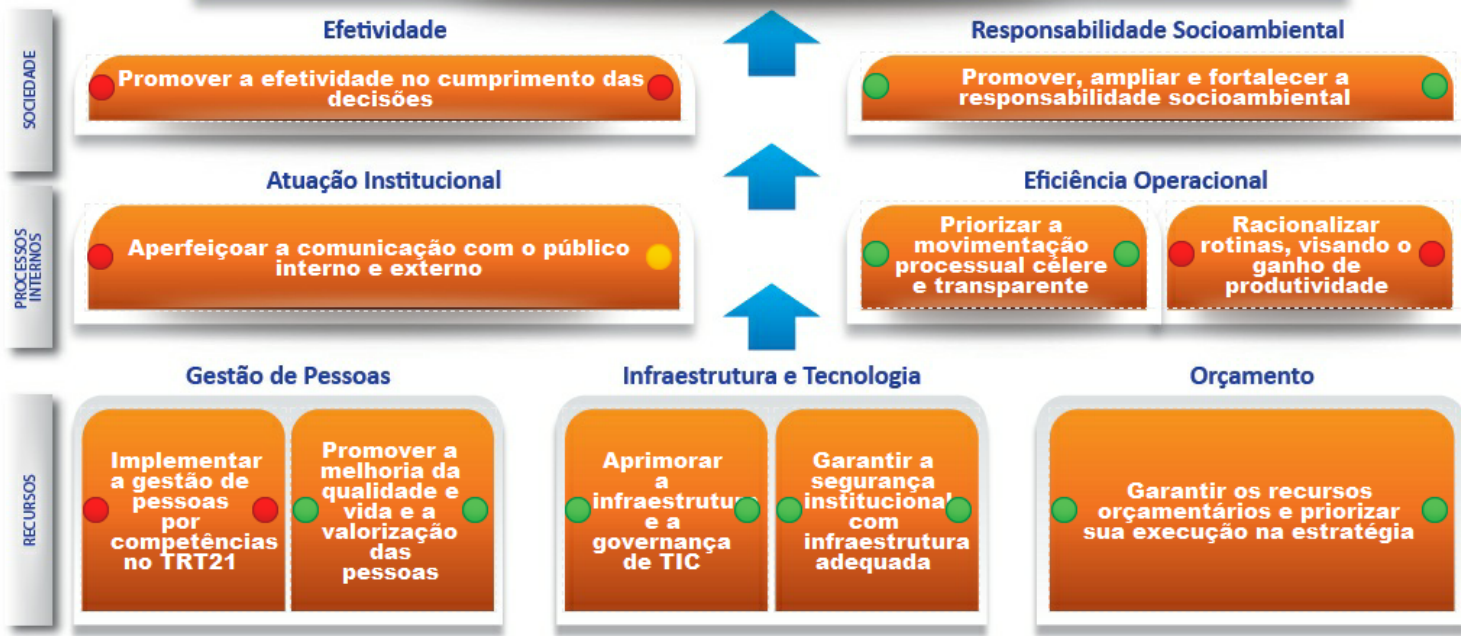 Efetividade
Responsabilidade Socioambiental
SOCIEDADE
Promover a efetividade no cumprimento das
decisões
Promover, ampliar e fortalecer a
responsabilidade socioambiental
Atuação Institucional
Eficiência Operacional
PROCESSOS
INTERNOS
Aperfeiçoar a comunicação com o público
interno e externo
Priorizar a
movimentação
processual célere
e transparente
Racionalizar
rotinas, visando o
ganho de
produtividade
Gestão de Pessoas
Infraestrutura e Tecnologia
Orçamento
RECURSOS
Implementar
a gestão de
pessoas
por
competências
no TRT21
Promover a
melhoria da
qualidade e
vida e a
valorização
das
pessoas
Aprimorar
a
infraestrutura
e a
governança
de TIC
Garantir a
segurança
institucional
com
infraestrutura
adequada
Garantir os recursos
orçamentários e priorizar
sua execução na estratégia